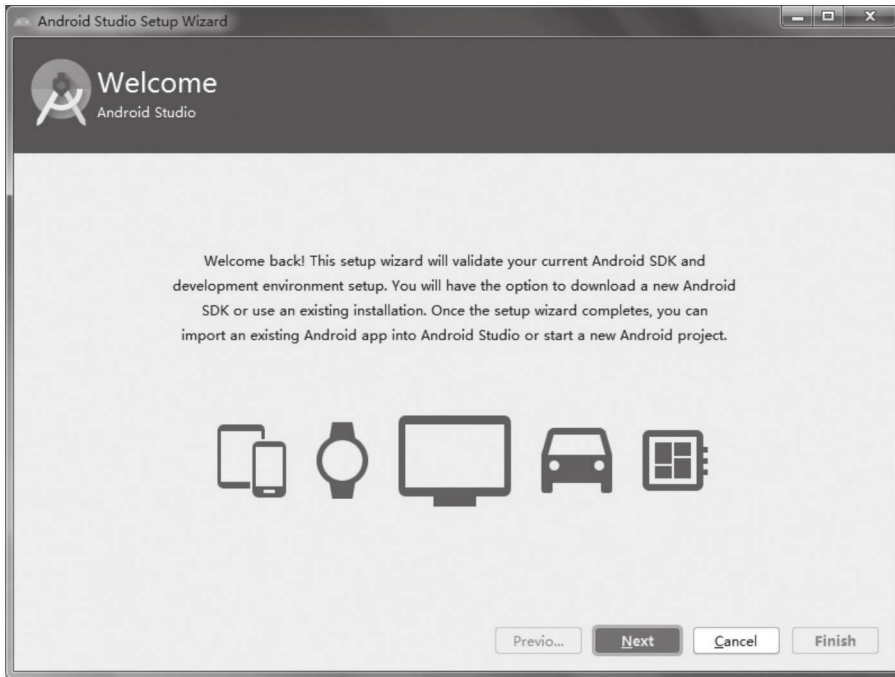 Android Studio Setup Wizard
Welcome
Android Studio
Welcome back! This setup wizard will validate your current Android SDK and
development environment setup. You will have the option to download a new Android
SDK or use an existing installation. Once the setup wizard completes, you can
import an existing Android app into Android Studio or start a new Android project.
Previo... Next Cancel Finish